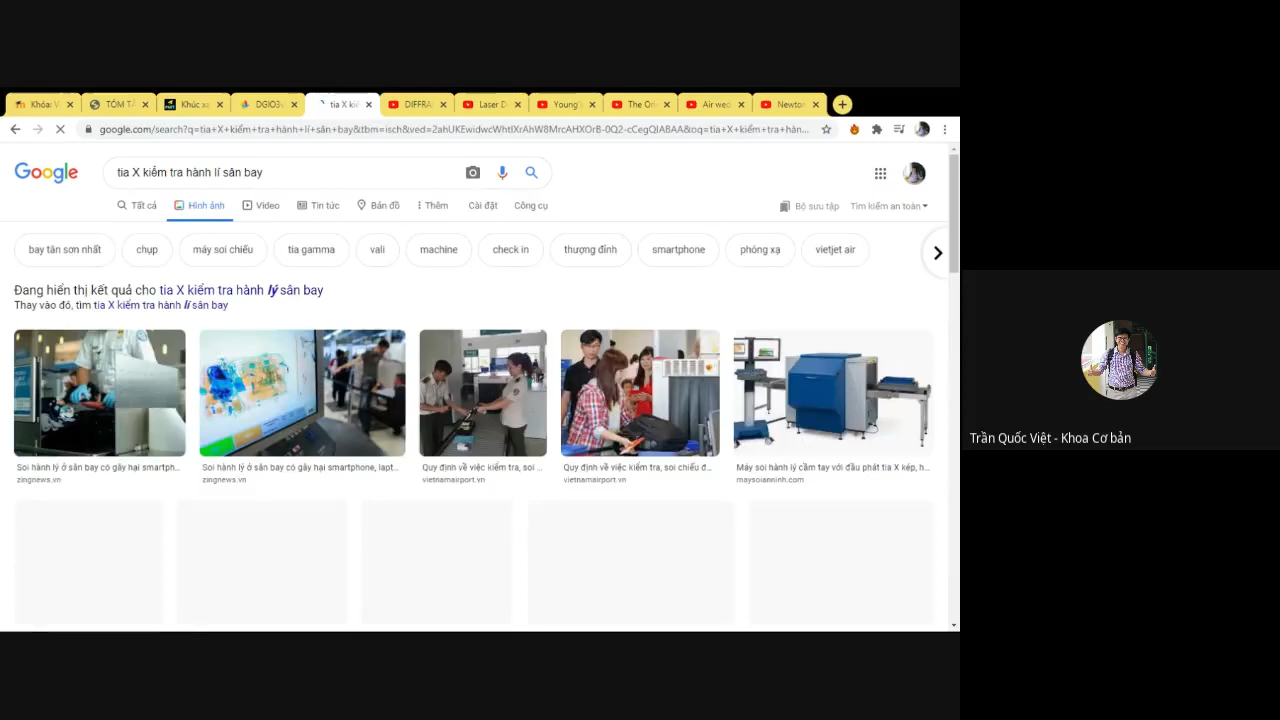 Khóa: V
TÓM TẮ
Khúc xạ
DGIO3
tia X kiể
DIFFRA
Laser D
Young'
The Ori
Air wed
Newton
google.com/search?q=tia+X+kiểm+tra+hành+lí+sân+bay&tbm=isch&ved=2ahUKEwidwcWhtIXrAhW8MrcAHXOrB-0Q2-cCegQIABAA&oq=tia+X+kiểm+tra+hàn...
Google
tia X kiểm tra hành lí sân bay
Tất cả
Hình ảnh
Video
Tin tức
Bản đồ
Thêm
Cài đặt
Công cụ
Bộ sưu tập
Tìm kiếm an toàn
bay tân sơn nhất
chụp
máy soi chiếu
tia gamma
vali
machine
check in
thượng đỉnh
smartphone
phóng xạ
vietjet air
Đang hiển thị kết quả cho tia X kiểm tra hành lý sân bay
Thay vào đó, tìm tia X kiểm tra hành lí sân bay
Soi hành lý ở sân bay có gây hại smartph...
zingnews.vn
Soi hành lý ở sân bay có gây hại smartphone, lapt...
zingnews.vn
Quy định về việc kiểm tra, soi ...
vietnamairport.vn
Quy định về việc kiểm tra, soi chiếu đ...
vietnamairport.vn
Máy soi hành lý cầm tay với đầu phát tia X kép, h...
maysoianninh.com
Trần Quốc Việt - Khoa Cơ bản